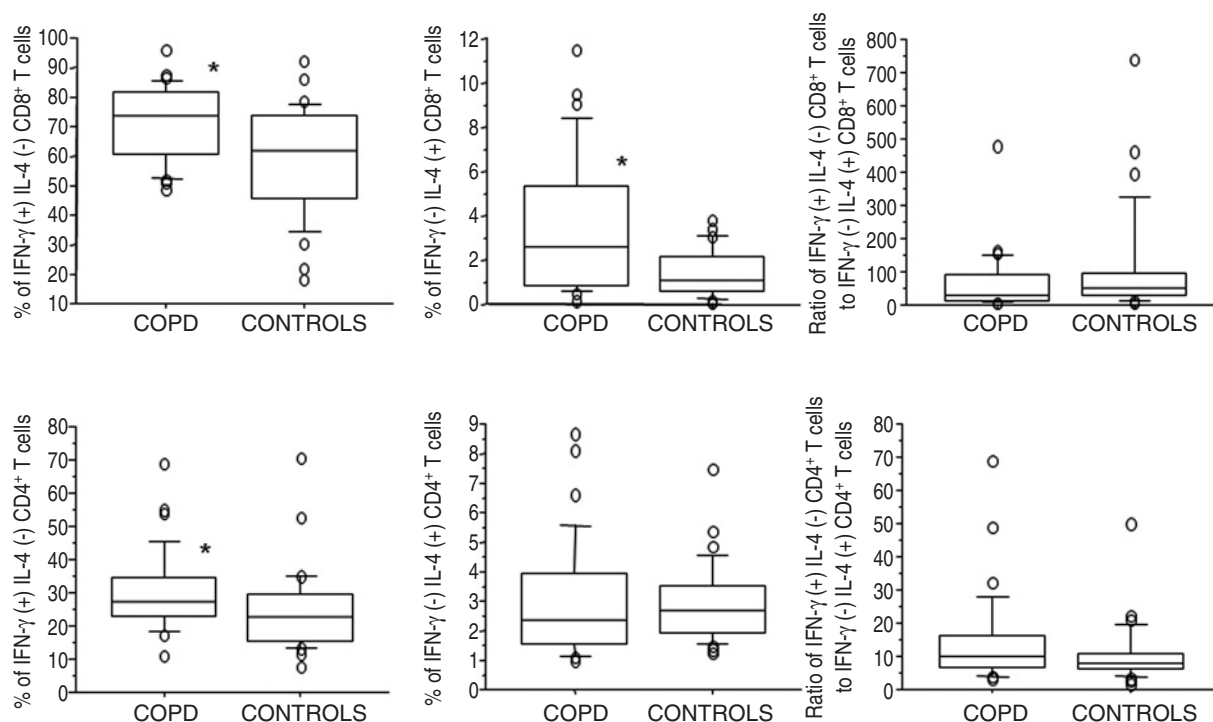 % of IFN-γ (+) IL-4 (-) CD8⁺ T cells
100
90
80
70
60
50
40
30
20
10
*
COPD
CONTROLS
% of IFN-γ (-) IL-4 (+) CD8⁺ T cells
12
10
8
6
4
2
0
*
COPD
CONTROLS
Ratio of IFN-γ (+) IL-4 (-) CD8⁺ T cells
to IFN-γ (-) IL-4 (+) CD8⁺ T cells
800
700
600
500
400
300
200
100
0
COPD
CONTROLS
% of IFN-γ (+) IL-4 (-) CD4⁺ T cells
80
70
60
50
40
30
20
10
0
*
COPD
CONTROLS
% of IFN-γ (-) IL-4 (+) CD4⁺ T cells
9
8
7
6
5
4
3
2
1
0
COPD
CONTROLS
Ratio of IFN-γ (+) IL-4 (-) CD4⁺ T cells
to IFN-γ (-) IL-4 (+) CD4⁺ T cells
80
70
60
50
40
30
20
10
0
COPD
CONTROLS